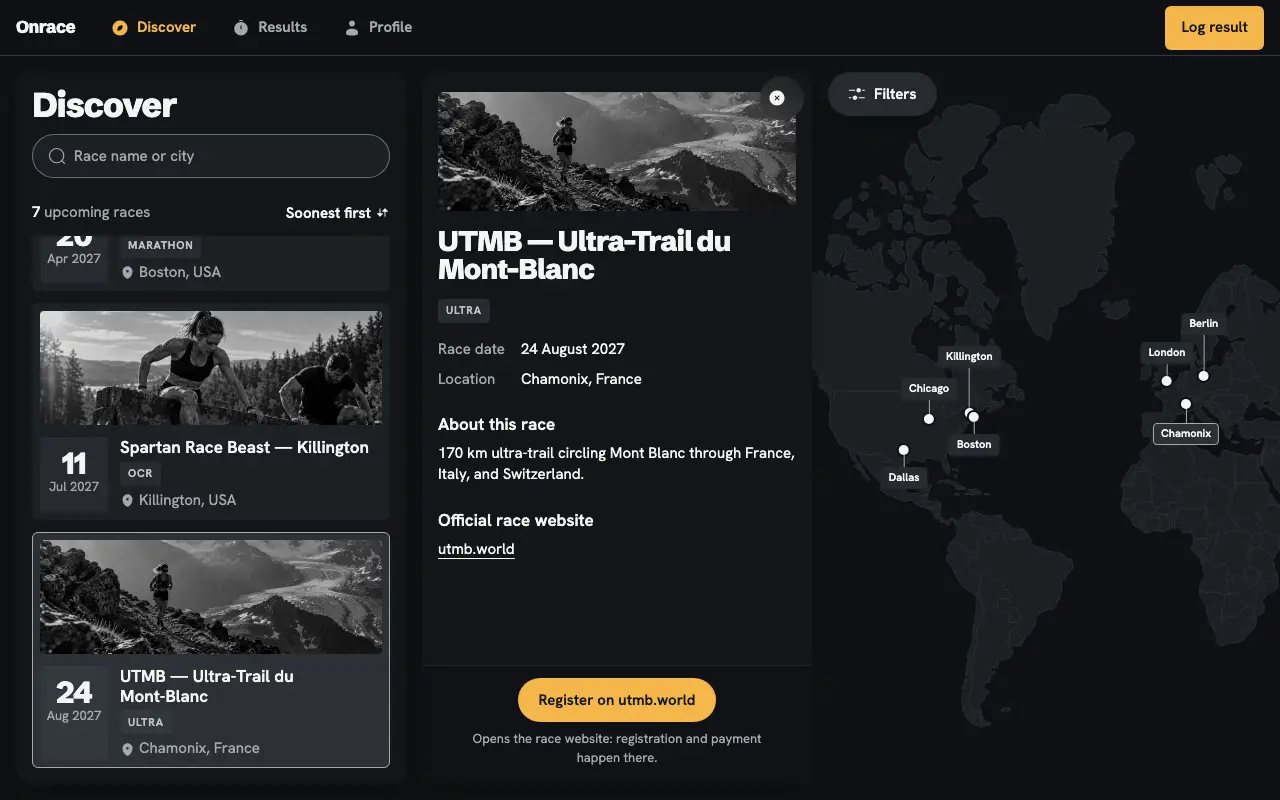 Onrace
Discover
Results
Profile
Log result
Discover
Race name or city
7 upcoming races
Soonest first
20
Apr 2027
MARATHON
Boston, USA
11
Jul 2027
Spartan Race Beast — Killington
OCR
Killington, USA
24
Aug 2027
UTMB — Ultra-Trail du
Mont-Blanc
ULTRA
Chamonix, France
UTMB — Ultra-Trail du
Mont-Blanc
ULTRA
Race date 24 August 2027
Location Chamonix, France
About this race
170 km ultra-trail circling Mont Blanc through France,
Italy, and Switzerland.
Official race website
utmb.world
Register on utmb.world
Opens the race website: registration and payment
happen there.
Filters
Berlin
London
Killington
Chicago
Chamonix
Boston
Dallas